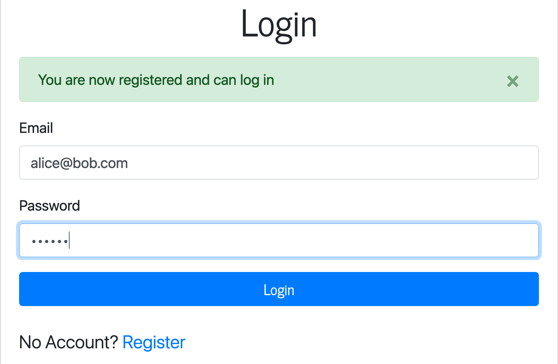 Login
You are now registered and can log in ×
Email
alice@bob.com
Password
••••••
Login
No Account? Register